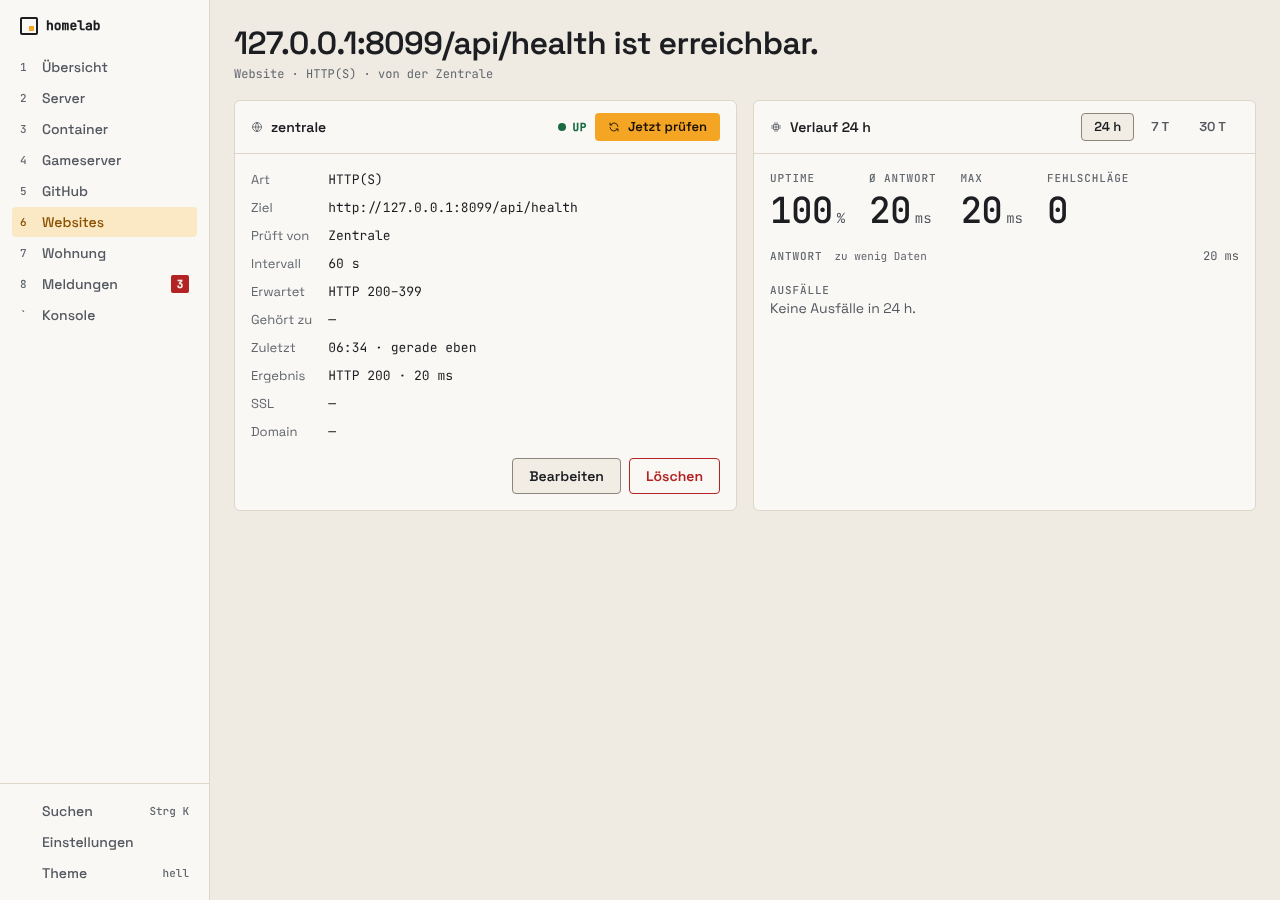 homelab
1 Übersicht
2 Server
3 Container
4 Gameserver
5 GitHub
6 Websites
7 Wohnung
8 Meldungen 3
` Konsole
Suchen Strg K
Einstellungen
Theme hell
127.0.0.1:8099/api/health ist erreichbar.
Website · HTTP(S) · von der Zentrale
zentrale UP Jetzt prüfen
Art HTTP(S)
Ziel http://127.0.0.1:8099/api/health
Prüft von Zentrale
Intervall 60 s
Erwartet HTTP 200–399
Gehört zu —
Zuletzt 06:34 · gerade eben
Ergebnis HTTP 200 · 20 ms
SSL —
Domain —
Bearbeiten Löschen
Verlauf 24 h 24 h 7 T 30 T
UPTIME Ø ANTWORT MAX FEHLSCHLÄGE
100 % 20 ms 20 ms 0
ANTWORT zu wenig Daten 20 ms
AUSFÄLLE
Keine Ausfälle in 24 h.